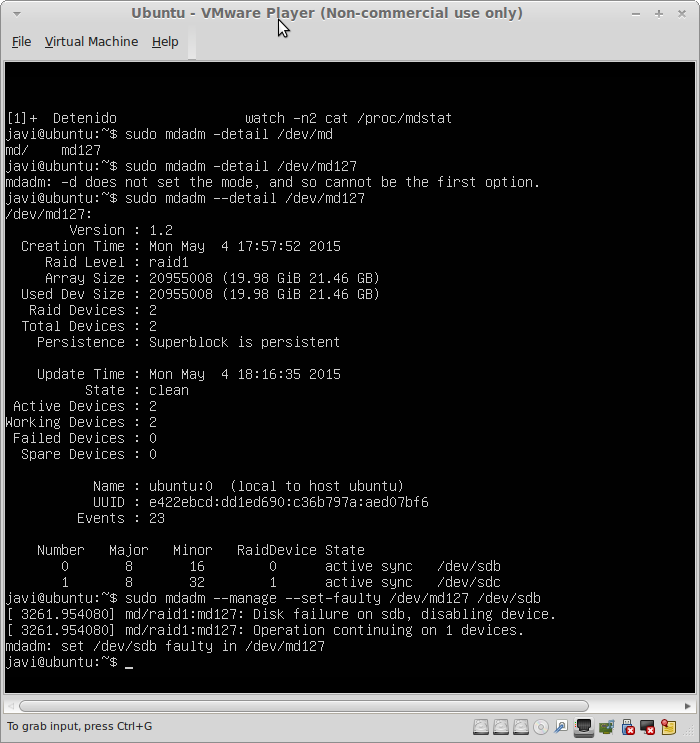 Ubuntu - VMware Player (Non-commercial use only)
File Virtual Machine Help
[1]+ Detenido watch -n2 cat /proc/mdstat
javi@ubuntu:~$ sudo mdadm -detail /dev/md
md/ md127
javi@ubuntu:~$ sudo mdadm -detail /dev/md127
mdadm: -d does not set the mode, and so cannot be the first option.
javi@ubuntu:~$ sudo mdadm --detail /dev/md127
/dev/md127:
Version : 1.2
Creation Time : Mon May 4 17:57:52 2015
Raid Level : raid1
Array Size : 20955008 (19.98 GiB 21.46 GB)
Used Dev Size : 20955008 (19.98 GiB 21.46 GB)
Raid Devices : 2
Total Devices : 2
Persistence : Superblock is persistent
Update Time : Mon May 4 18:16:35 2015
State : clean
Active Devices : 2
Working Devices : 2
Failed Devices : 0
Spare Devices : 0
Name : ubuntu:0 (local to host ubuntu)
UUID : e422ebcd:dd1ed690:c36b797a:aed07bf6
Events : 23
Number Major Minor RaidDevice State
0 8 16 0 active sync /dev/sdb
1 8 32 1 active sync /dev/sdc
javi@ubuntu:~$ sudo mdadm --manage --set-faulty /dev/md127 /dev/sdb
[ 3261.954080] md/raid1:md127: Disk failure on sdb, disabling device.
[ 3261.954080] md/raid1:md127: Operation continuing on 1 devices.
mdadm: set /dev/sdb faulty in /dev/md127
javi@ubuntu:~$ _
To grab input, press Ctrl+G